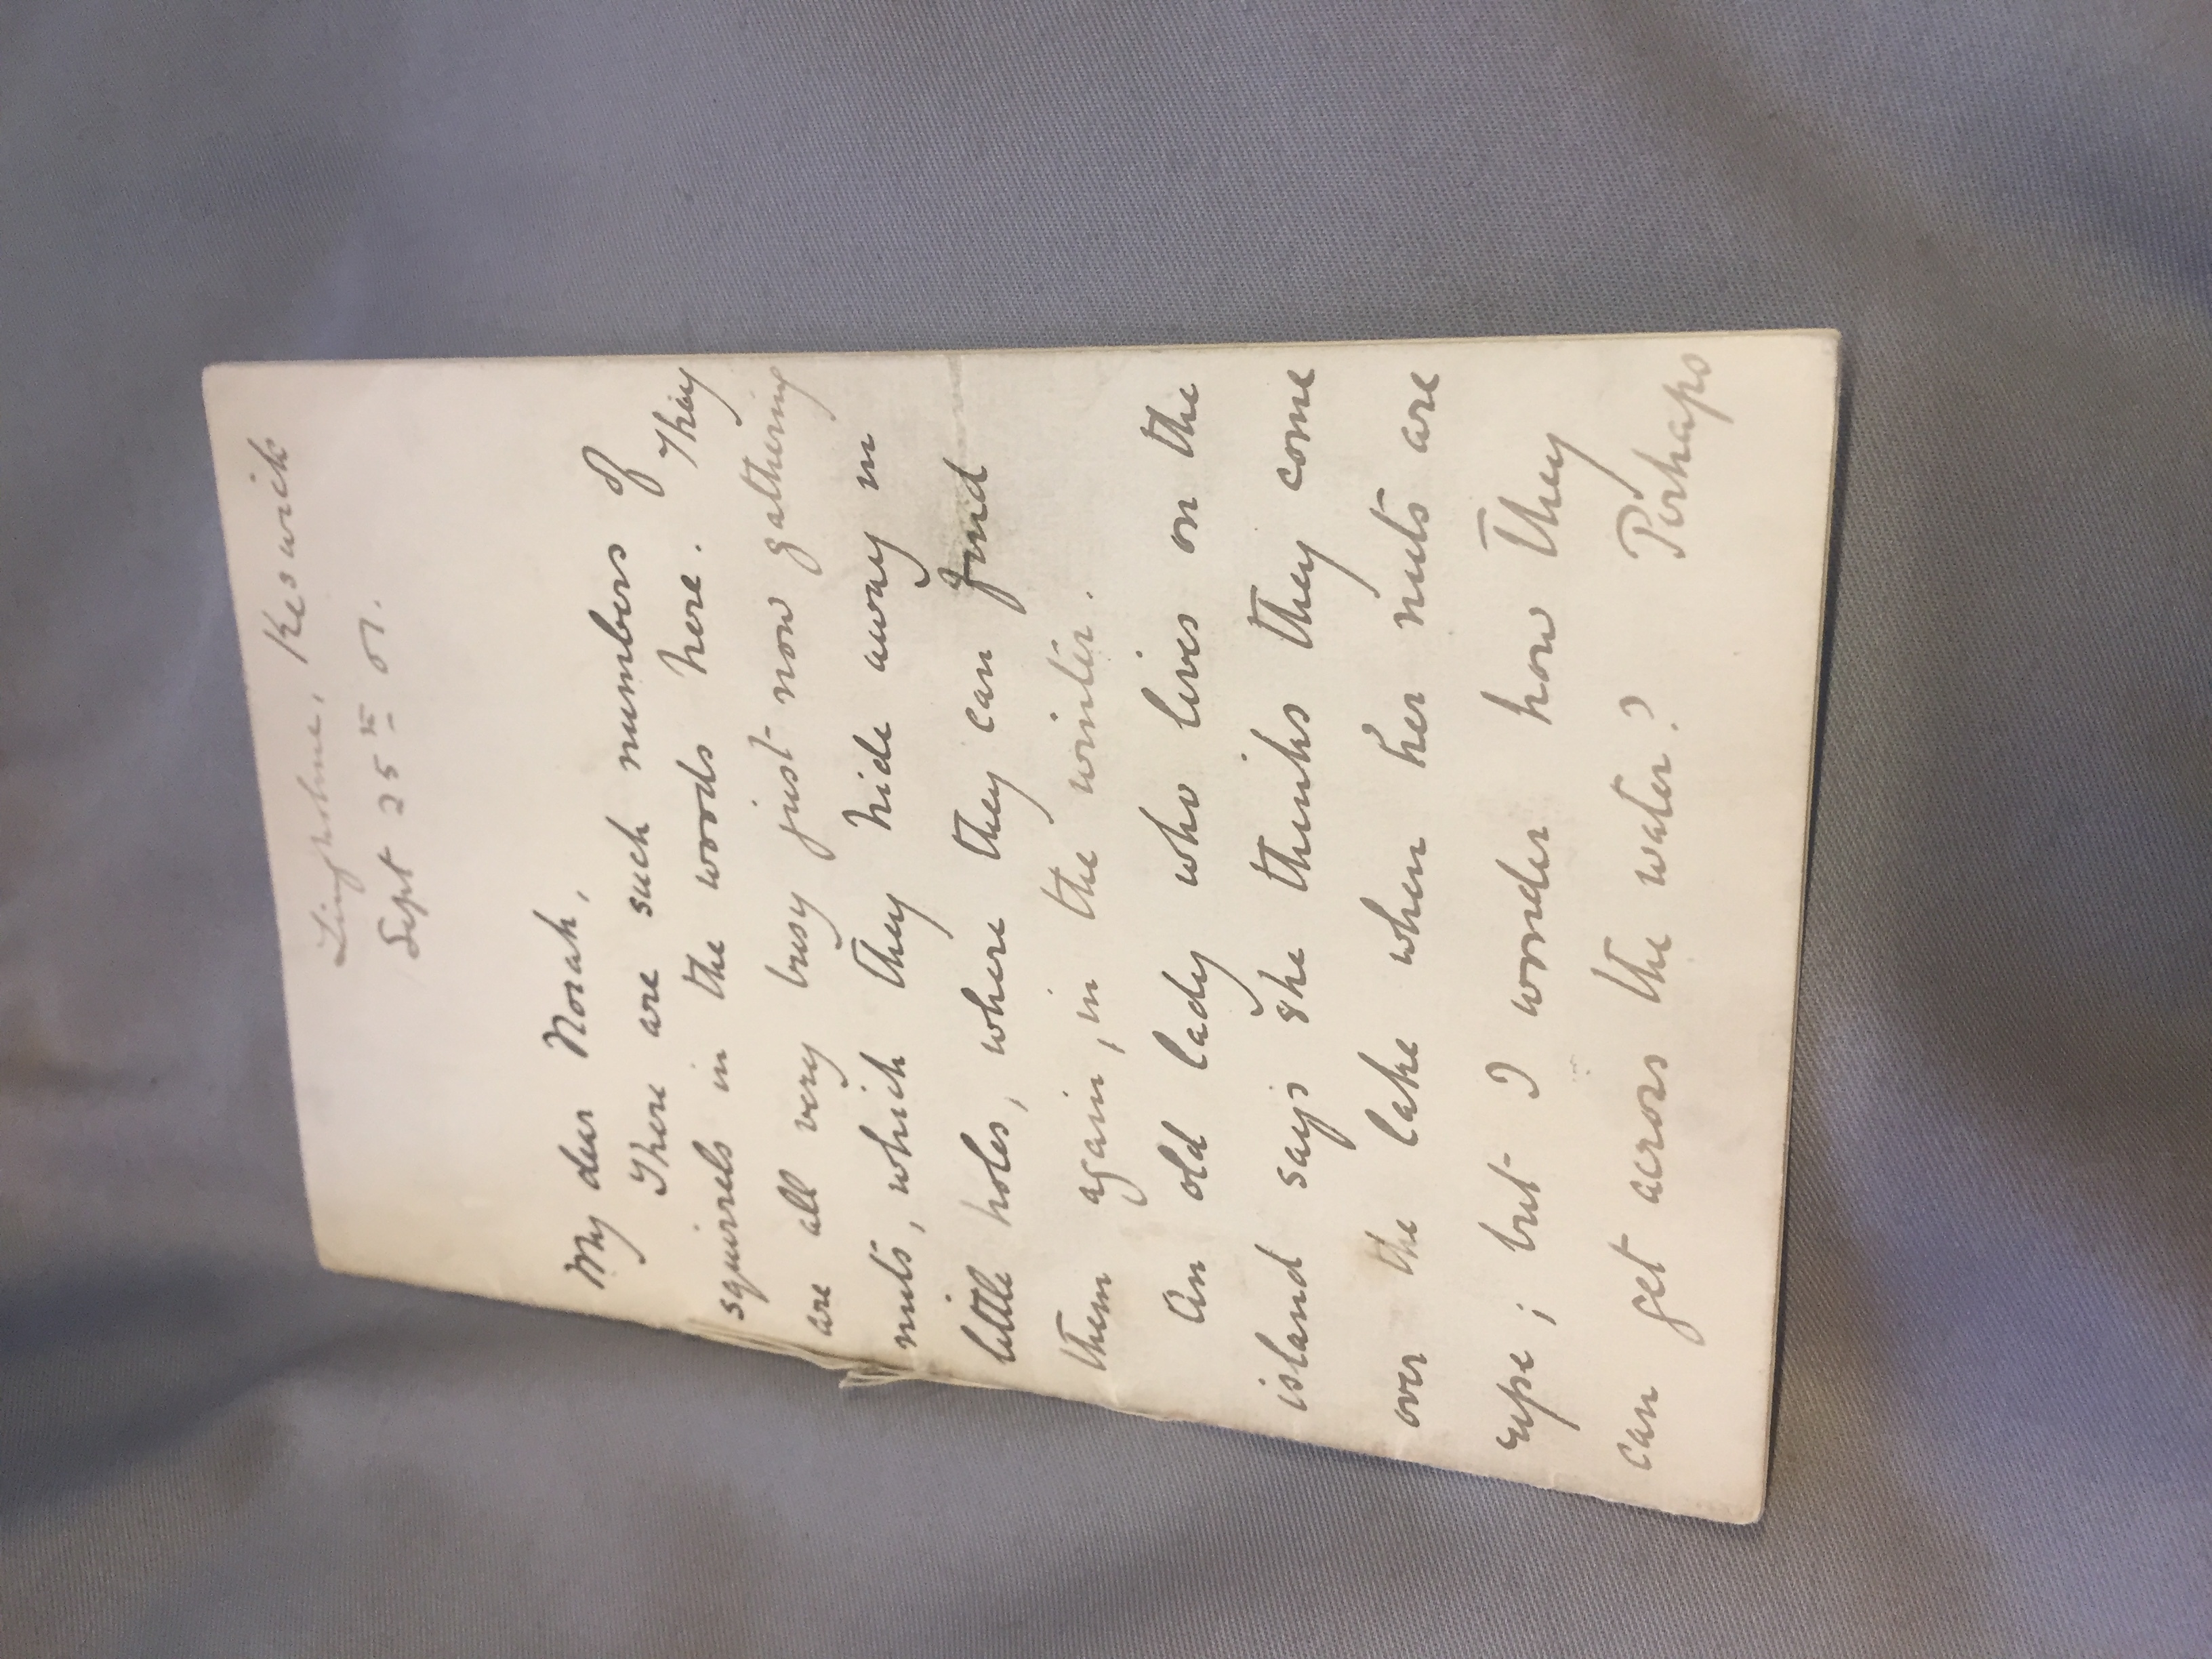 Lingholme, Keswick
Sept 25th 01.
My dear Norah,
There are such numbers of
squirrels in the woods here. They
are all very busy just now gathering
nuts, which they hide away in
little holes, where they can find
them again, in the winter.
An old lady who lives on the
island says she thinks they come
over the lake when her nuts are
ripe; but I wonder how they
can get across the water? Perhaps